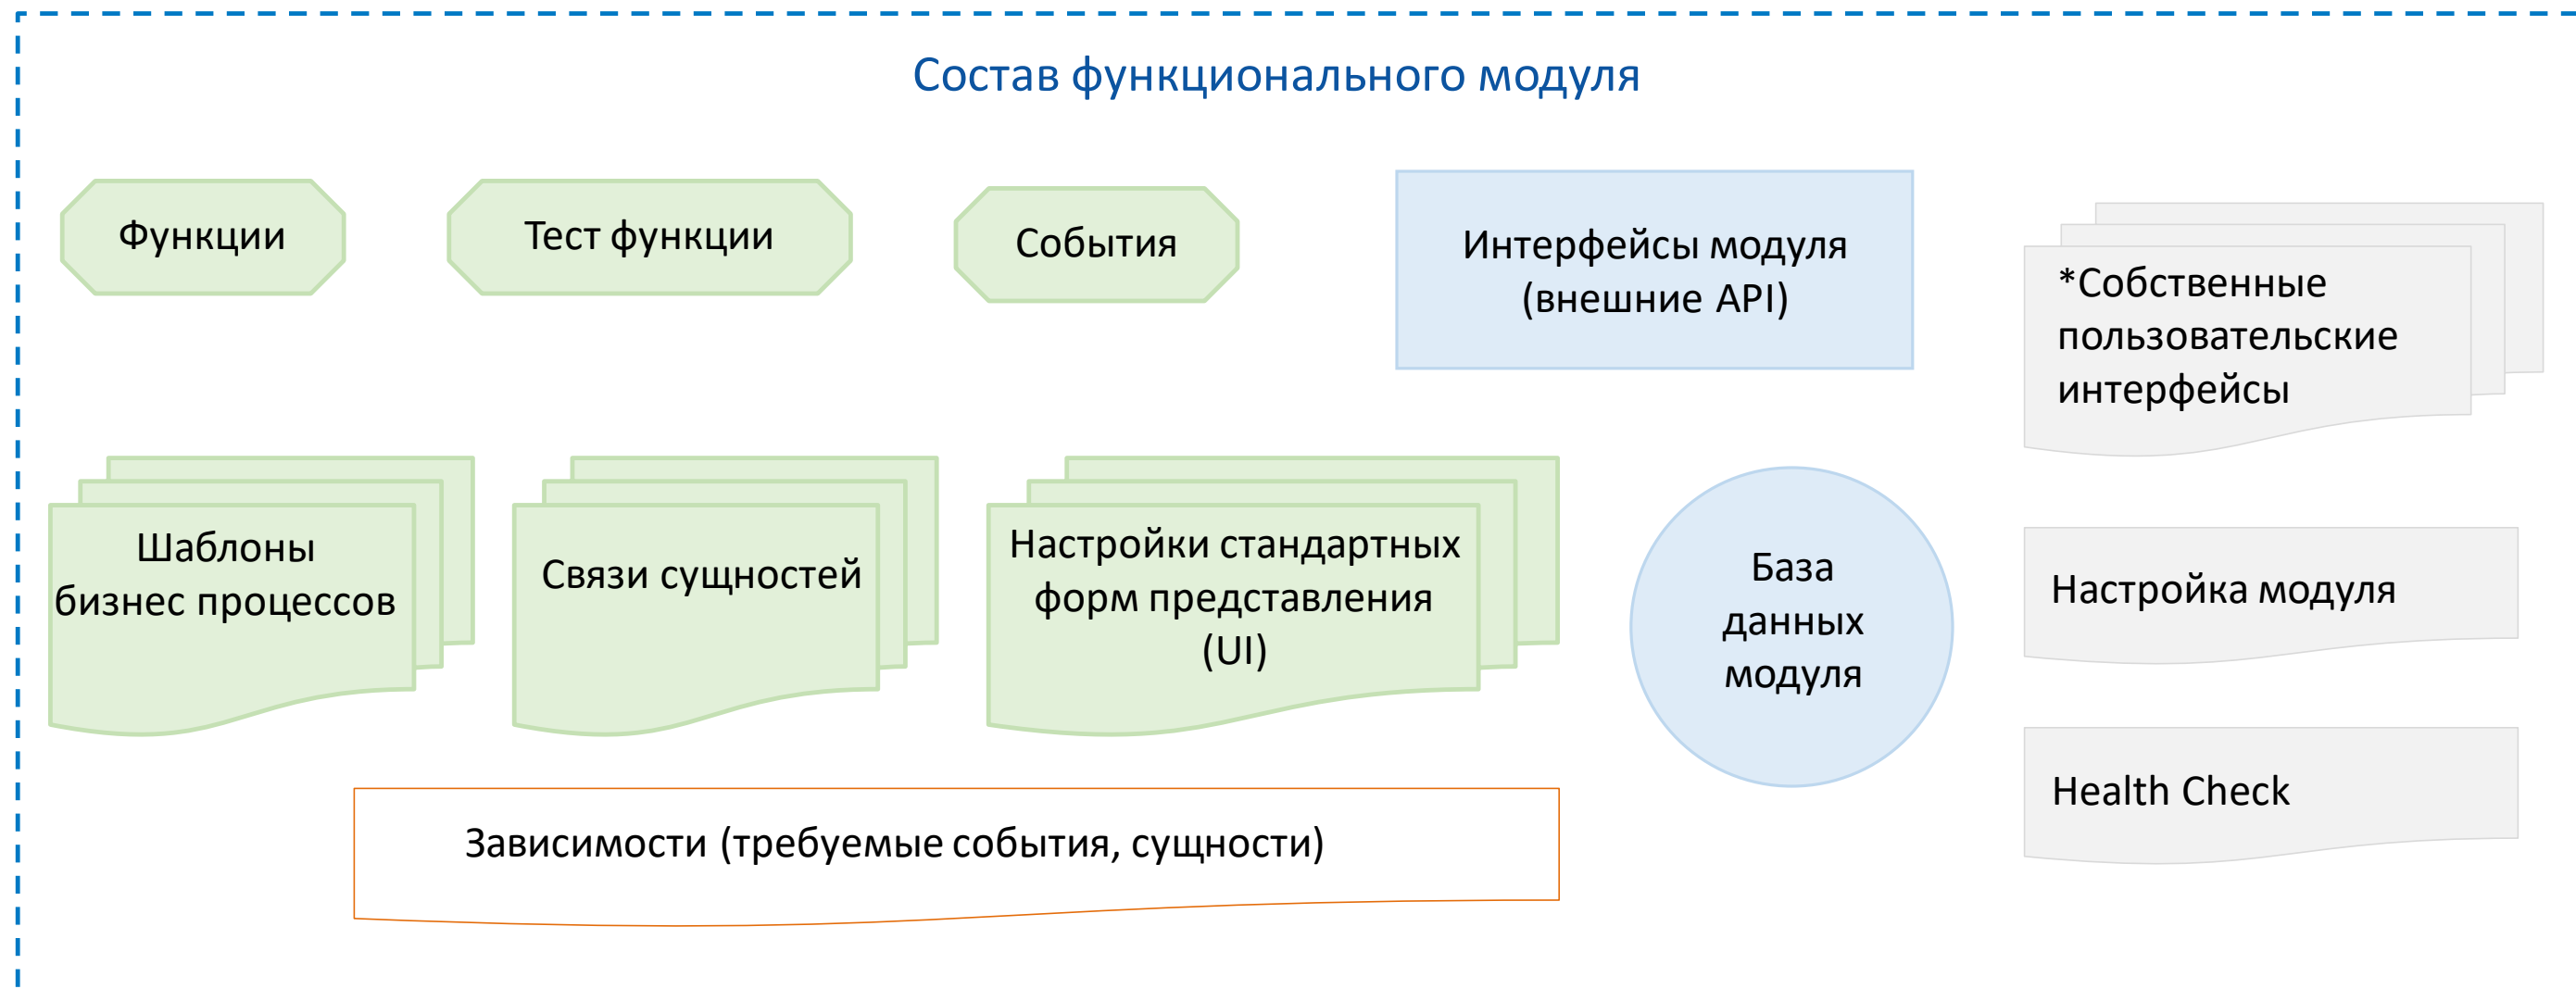 Состав функционального модуля
Функции
Тест функции
События
Интерфейсы модуля
(внешние API)
*Собственные
пользовательские
интерфейсы
Шаблоны
бизнес процессов
Связи сущностей
Настройки стандартных
форм представления
(UI)
База
данных
модуля
Настройка модуля
Health Check
Зависимости (требуемые события, сущности)